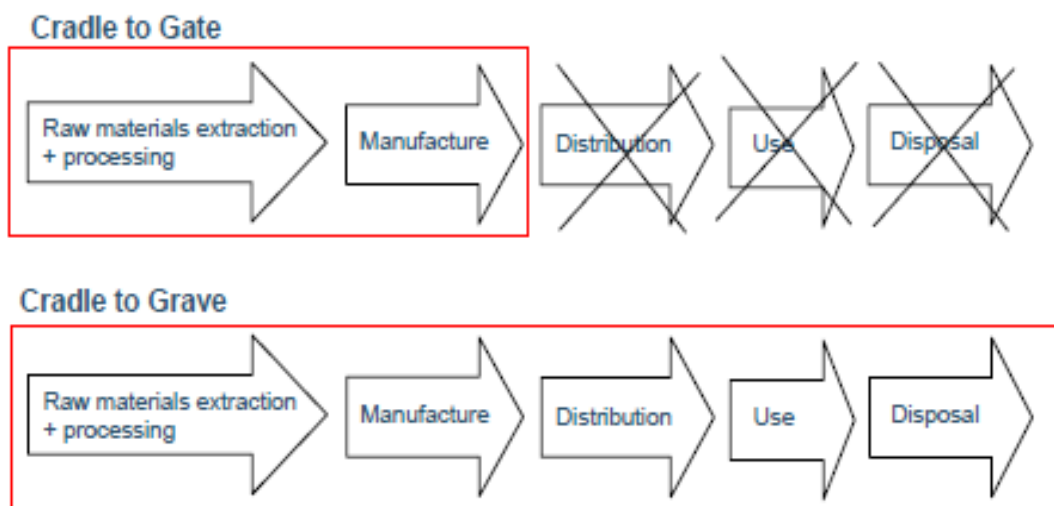 Cradle to Gate
Raw materials extraction
+ processing
Manufacture
Distribution
Use
Disposal
Cradle to Grave
Raw materials extraction
+ processing
Manufacture
Distribution
Use
Disposal